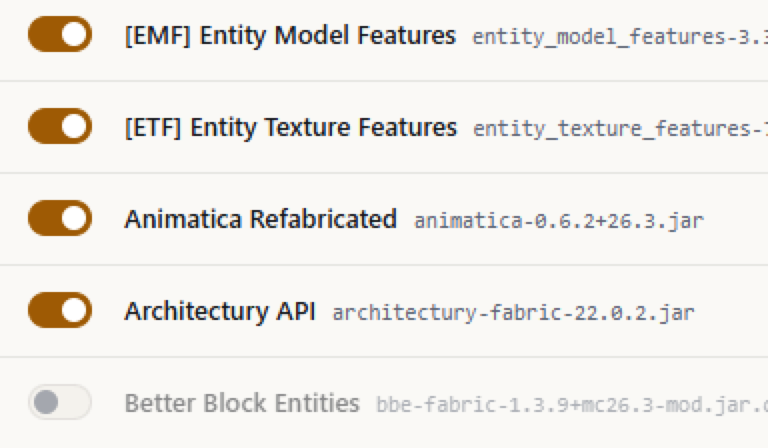 [EMF] Entity Model Features entity_model_features-3.3
[ETF] Entity Texture Features entity_texture_features-
Animatica Refabricated animatica-0.6.2+26.3.jar
Architectury API architectury-fabric-22.0.2.jar
Better Block Entities bbe-fabric-1.3.9+mc26.3-mod.jar.